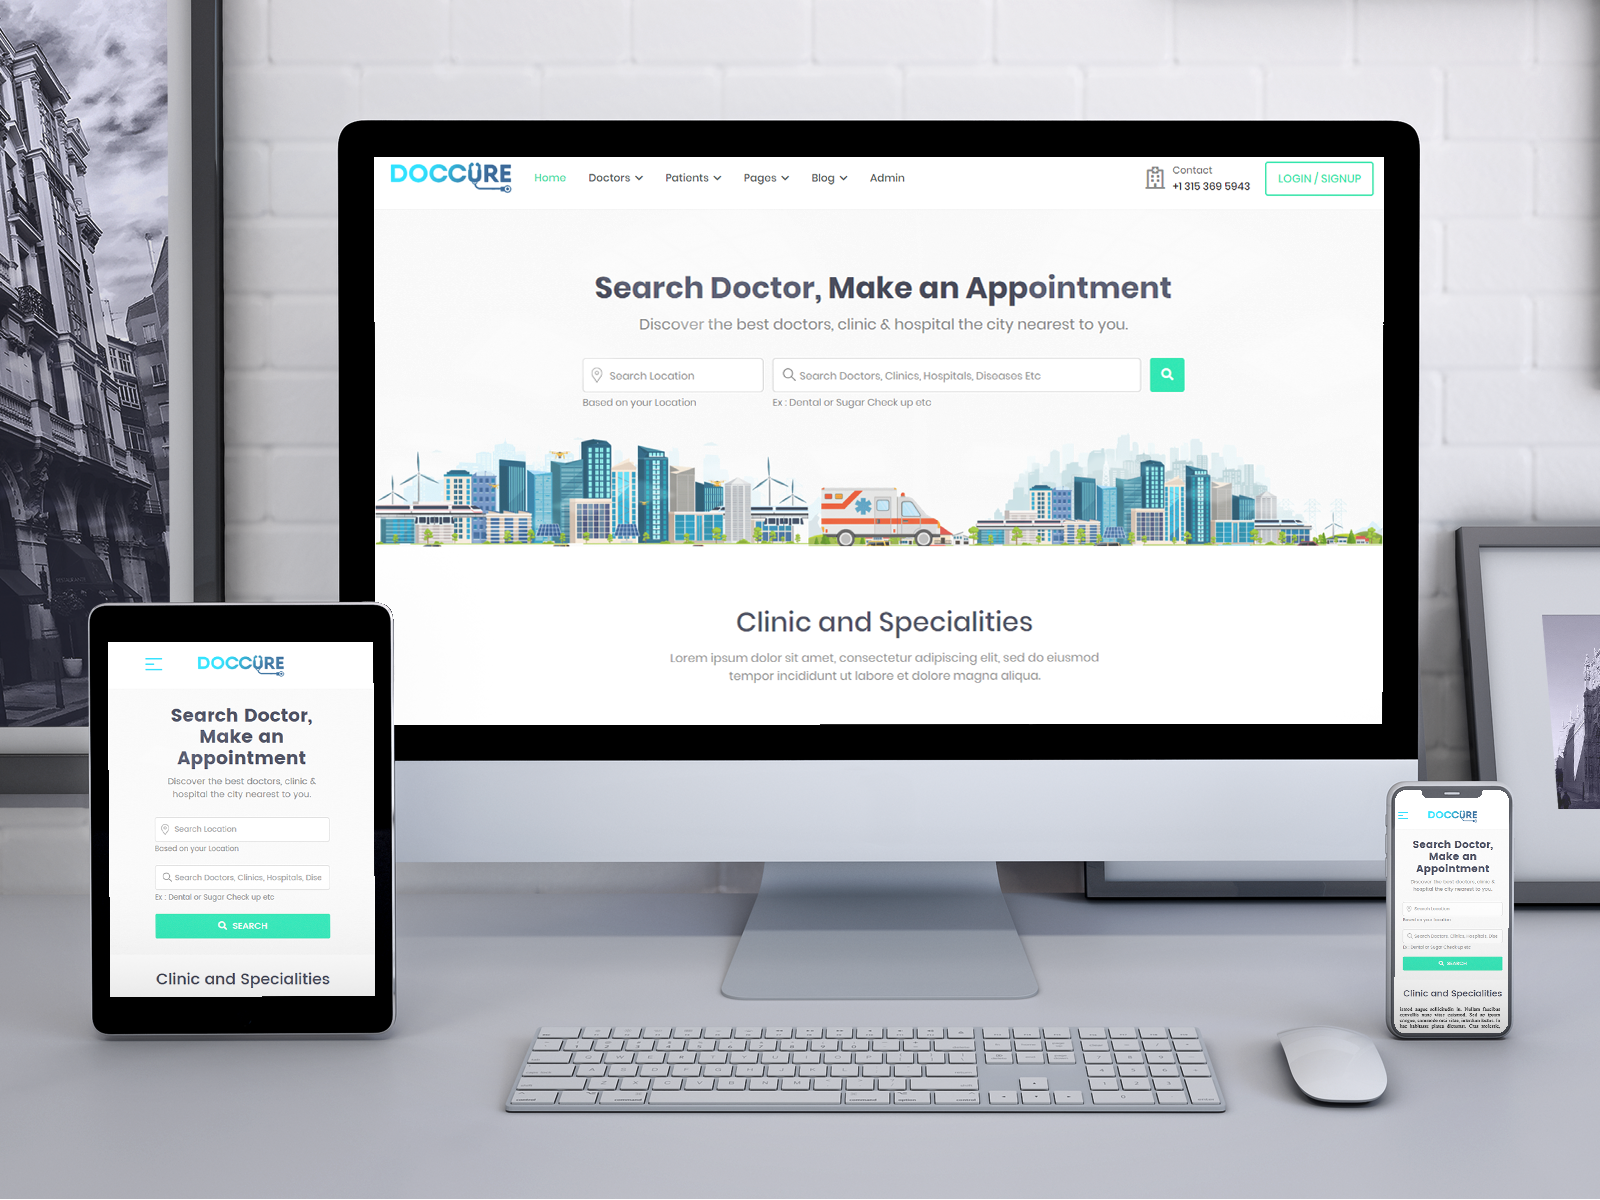 DOCCURE
Home Doctors Patients Pages Blog Admin
Contact
+1 315 369 5943
LOGIN / SIGNUP
Search Doctor, Make an Appointment
Discover the best doctors, clinic & hospital the city nearest to you.
Search Location
Search Doctors, Clinics, Hospitals, Diseases Etc
Based on your Location
Ex : Dental or Sugar Check up etc
Clinic and Specialities
Lorem ipsum dolor sit amet, consectetur adipiscing elit, sed do eiusmod
tempor incididunt ut labore et dolore magna aliqua.
DOCCURE
Search Doctor,
Make an
Appointment
Discover the best doctors, clinic &
hospital the city nearest to you.
Search Location
Based on your Location
Search Doctors, Clinics, Hospitals, Dise
Ex : Dental or Sugar Check up etc
SEARCH
Clinic and Specialities
DOCCURE
Search Doctor,
Make an
Appointment
Discover the best doctors, clinic &
hospital the city nearest to you.
Search Location
Based on your Location
Search Doctors, Clinics, Hospitals, Dise
Ex : Dental or Sugar Check up etc
SEARCH
Clinic and Specialities